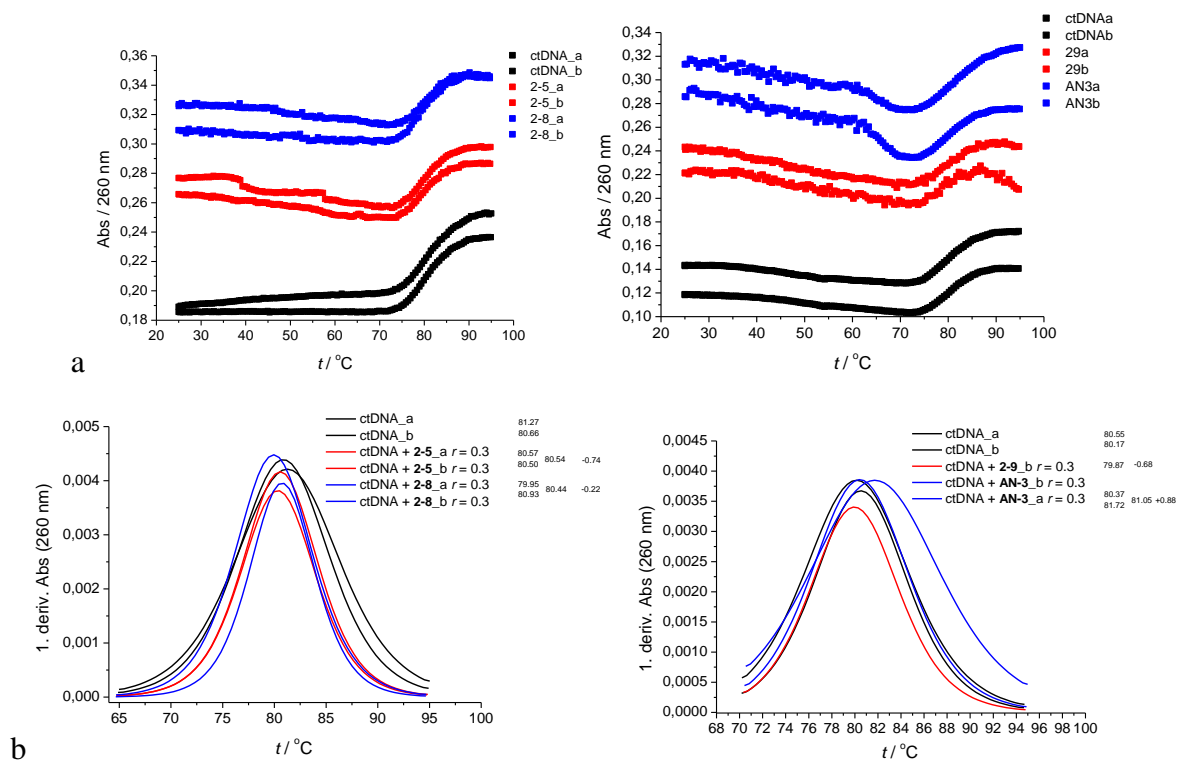 ctDNA_a
ctDNA_b
2-5_a
2-5_b
2-8_a
2-8_b
0,36
0,34
0,32
0,30
0,28
0,26
0,24
0,22
0,20
0,18
Abs / 260 nm
20 30 40 50 60 70 80 90 100
t / °C
ctDNAa
ctDNAb
29a
29b
AN3a
AN3b
0,34
0,32
0,30
0,28
0,26
0,24
0,22
0,20
0,18
0,16
0,14
0,12
0,10
Abs / 260 nm
20 30 40 50 60 70 80 90 100
t / °C
a
ctDNA_a 81.27
ctDNA_b 80.66
ctDNA + 2-5_a r = 0.3 80.57
ctDNA + 2-5_b r = 0.3 80.50 80.54 -0.74
ctDNA + 2-8_a r = 0.3 79.95
ctDNA + 2-8_b r = 0.3 80.93 80.44 -0.22
0,005
0,004
0,003
0,002
0,001
0,000
1. deriv. Abs (260 nm)
65 70 75 80 85 90 95 100
t / °C
ctDNA_a 80.55
ctDNA_b 80.17
ctDNA + 2-9_b r = 0.3 79.87 -0.68
ctDNA + AN-3_b r = 0.3 80.37
ctDNA + AN-3_a r = 0.3 81.72 81.05 +0.88
0,0045
0,0040
0,0035
0,0030
0,0025
0,0020
0,0015
0,0010
0,0005
0,0000
1. deriv. Abs (260 nm)
68 70 72 74 76 78 80 82 84 86 88 90 92 94 96 98 100
t / °C
b